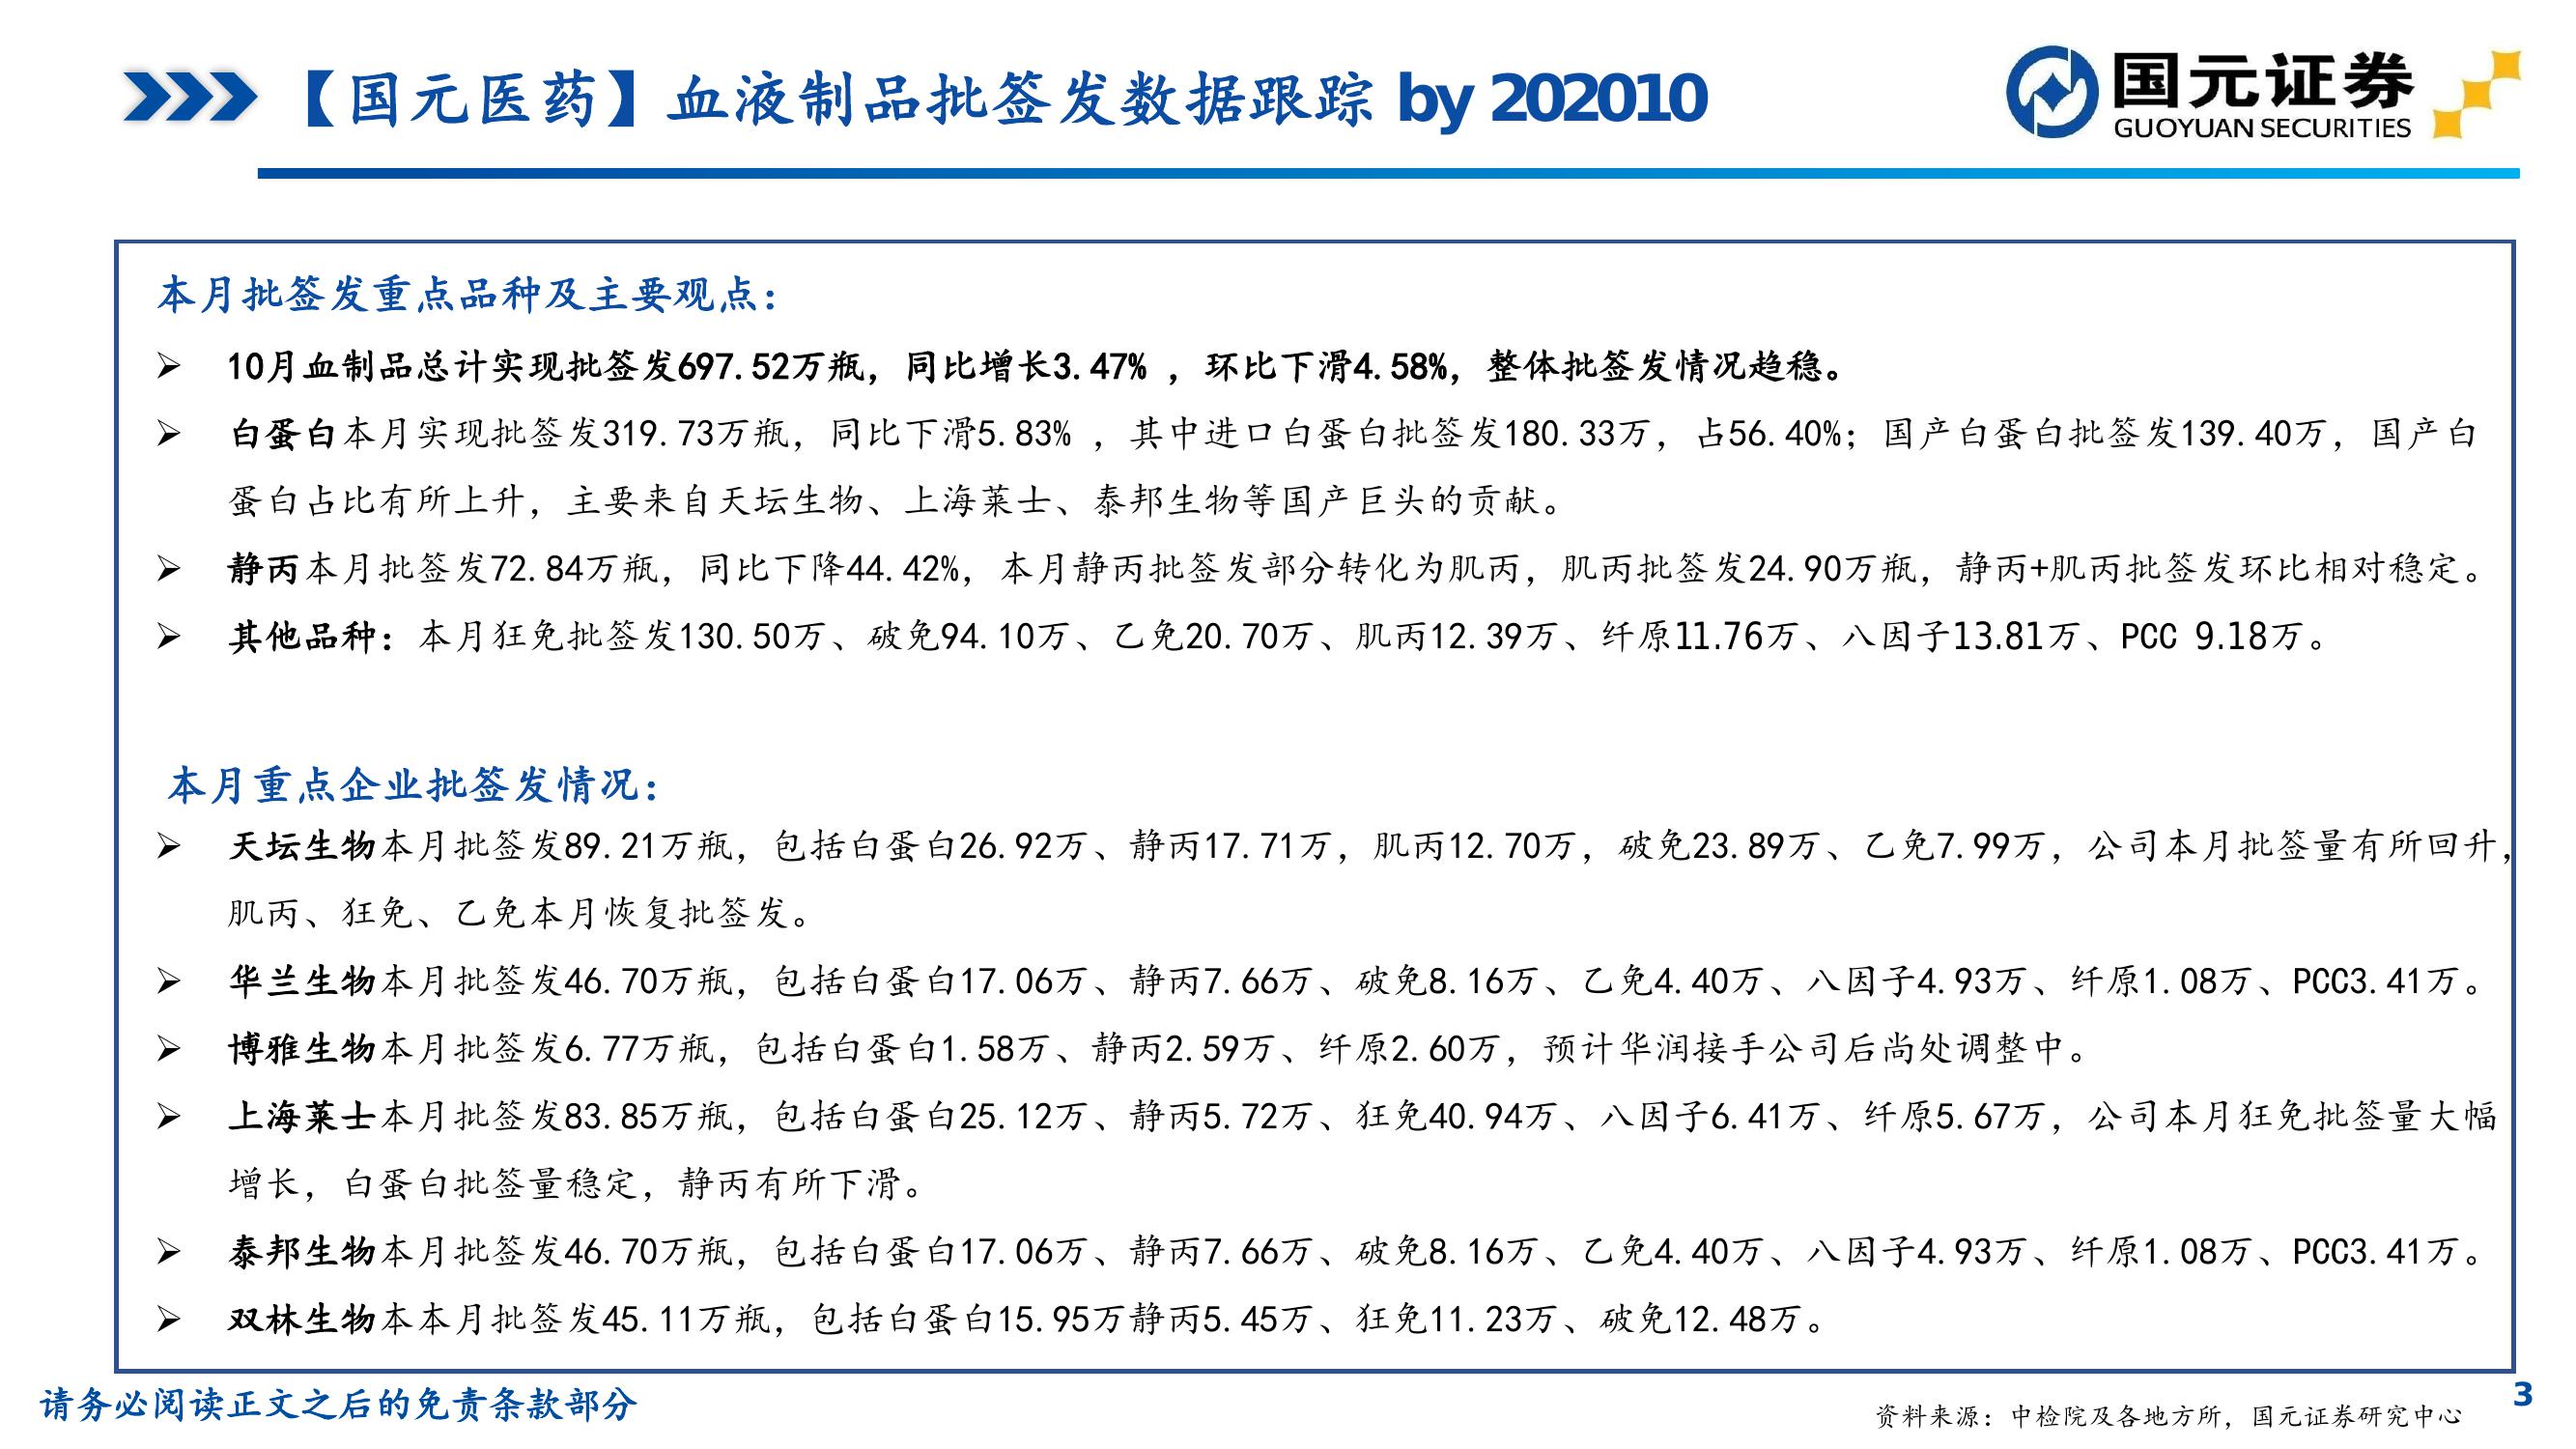 【国元医药】血液制品批签发数据跟踪 by 202010
国元证券
GUOYUAN SECURITIES
本月批签发重点品种及主要观点：
➢ 10月血制品总计实现批签发697.52万瓶，同比增长3.47% ，环比下滑4.58%，整体批签发情况趋稳。
➢ 白蛋白本月实现批签发319.73万瓶，同比下滑5.83% ，其中进口白蛋白批签发180.33万，占56.40%；国产白蛋白批签发139.40万，国产白
蛋白占比有所上升，主要来自天坛生物、上海莱士、泰邦生物等国产巨头的贡献。
➢ 静丙本月批签发72.84万瓶，同比下降44.42%，本月静丙批签发部分转化为肌丙，肌丙批签发24.90万瓶，静丙+肌丙批签发环比相对稳定。
➢ 其他品种：本月狂免批签发130.50万、破免94.10万、乙免20.70万、肌丙12.39万、纤原11.76万、八因子13.81万、PCC 9.18万。
本月重点企业批签发情况：
➢ 天坛生物本月批签发89.21万瓶，包括白蛋白26.92万、静丙17.71万，肌丙12.70万，破免23.89万、乙免7.99万，公司本月批签量有所回升，
肌丙、狂免、乙免本月恢复批签发。
➢ 华兰生物本月批签发46.70万瓶，包括白蛋白17.06万、静丙7.66万、破免8.16万、乙免4.40万、八因子4.93万、纤原1.08万、PCC3.41万。
➢ 博雅生物本月批签发6.77万瓶，包括白蛋白1.58万、静丙2.59万、纤原2.60万，预计华润接手公司后尚处调整中。
➢ 上海莱士本月批签发83.85万瓶，包括白蛋白25.12万、静丙5.72万、狂免40.94万、八因子6.41万、纤原5.67万，公司本月狂免批签量大幅
增长，白蛋白批签量稳定，静丙有所下滑。
➢ 泰邦生物本月批签发46.70万瓶，包括白蛋白17.06万、静丙7.66万、破免8.16万、乙免4.40万、八因子4.93万、纤原1.08万、PCC3.41万。
➢ 双林生物本本月批签发45.11万瓶，包括白蛋白15.95万静丙5.45万、狂免11.23万、破免12.48万。
请务必阅读正文之后的免责条款部分
资料来源：中检院及各地方所，国元证券研究中心
3